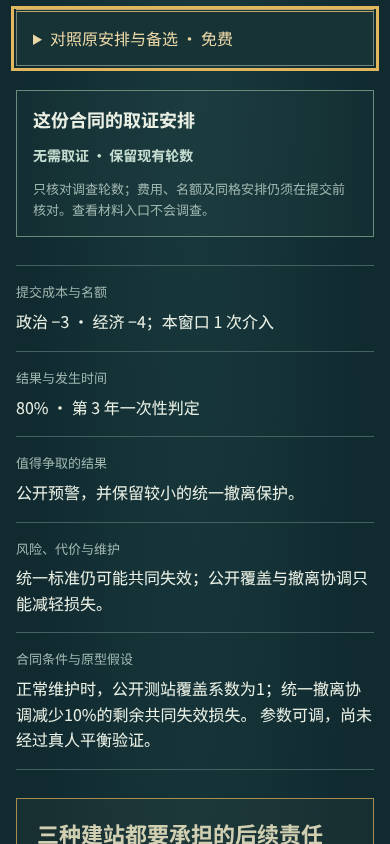 ▶ 对照原安排与备选 · 免费
这份合同的取证安排
无需取证 · 保留现有轮数
只核对调查轮数；费用、名额及同格安排仍须在提交前
核对。查看材料入口不会调查。
提交成本与名额
政治 −3 · 经济 −4；本窗口 1 次介入
结果与发生时间
80% · 第 3 年一次性判定
值得争取的结果
公开预警，并保留较小的统一撤离保护。
风险、代价与维护
统一标准仍可能共同失效；公开覆盖与撤离协调只
能减轻损失。
合同条件与原型假设
正常维护时，公开测站覆盖系数为1；统一撤离协
调减少10%的剩余共同失效损失。 参数可调，尚未
经过真人平衡验证。
三种建站都要承担的后续责任